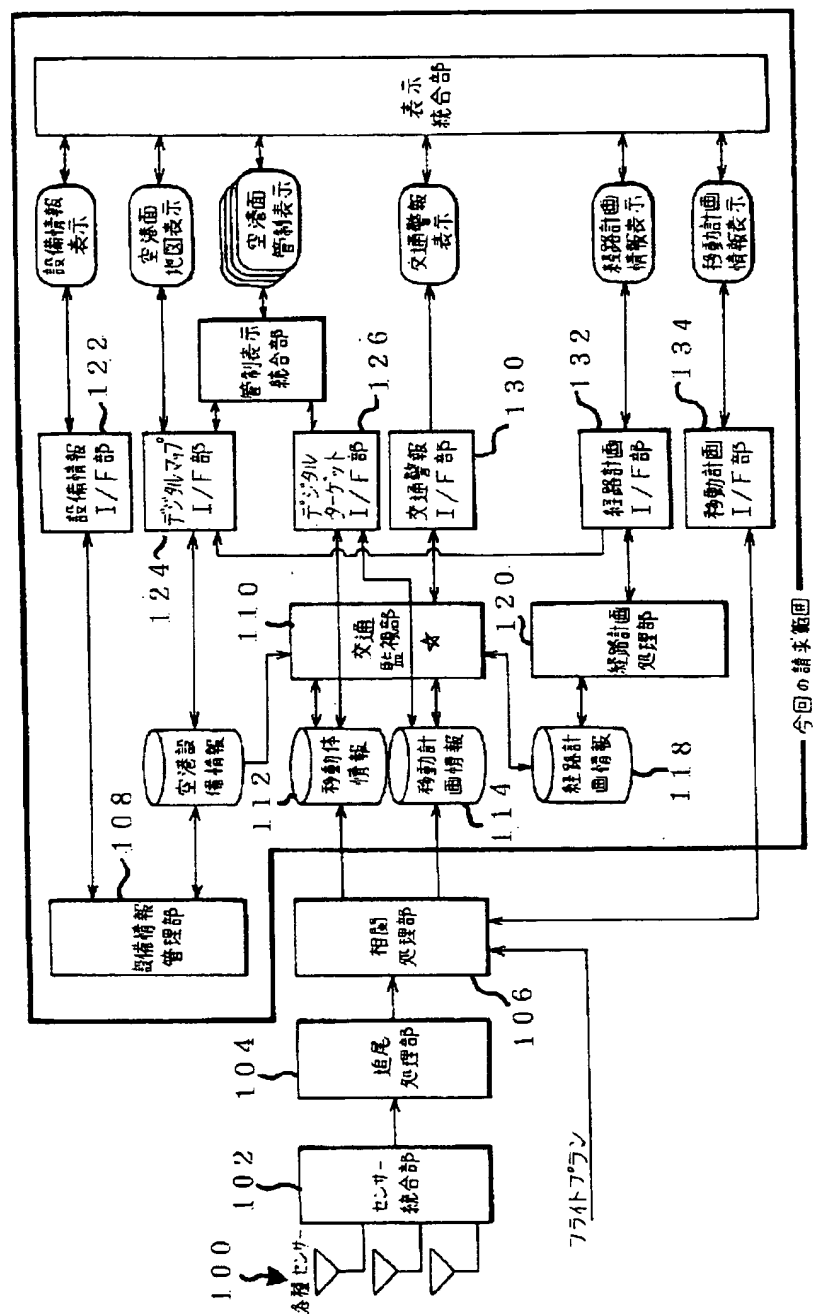 100
各種センサー
102
センサー
統合部
104
追尾
処理部
フライトプラン
相関
処理部
106
設備情報
管理部
108
空港設
備情報
112
移動体
情報
移動計
画情報
114
経路計
画情報
118
110
交通
監視部
☆
120
経路計画
処理部
設備情報
I/F部
122
124
デジタルマップ
I/F部
デジタル
ターゲット
I/F部
126
交通警報
I/F部
130
経路計画
I/F部
132
移動計画
I/F部
134
管制表示
統合部
設備情報
表示
空港面
地図表示
空港面
管制表示
交通警報
表示
経路計画
情報表示
移動計画
情報表示
表示
統合部
今回の請求範囲